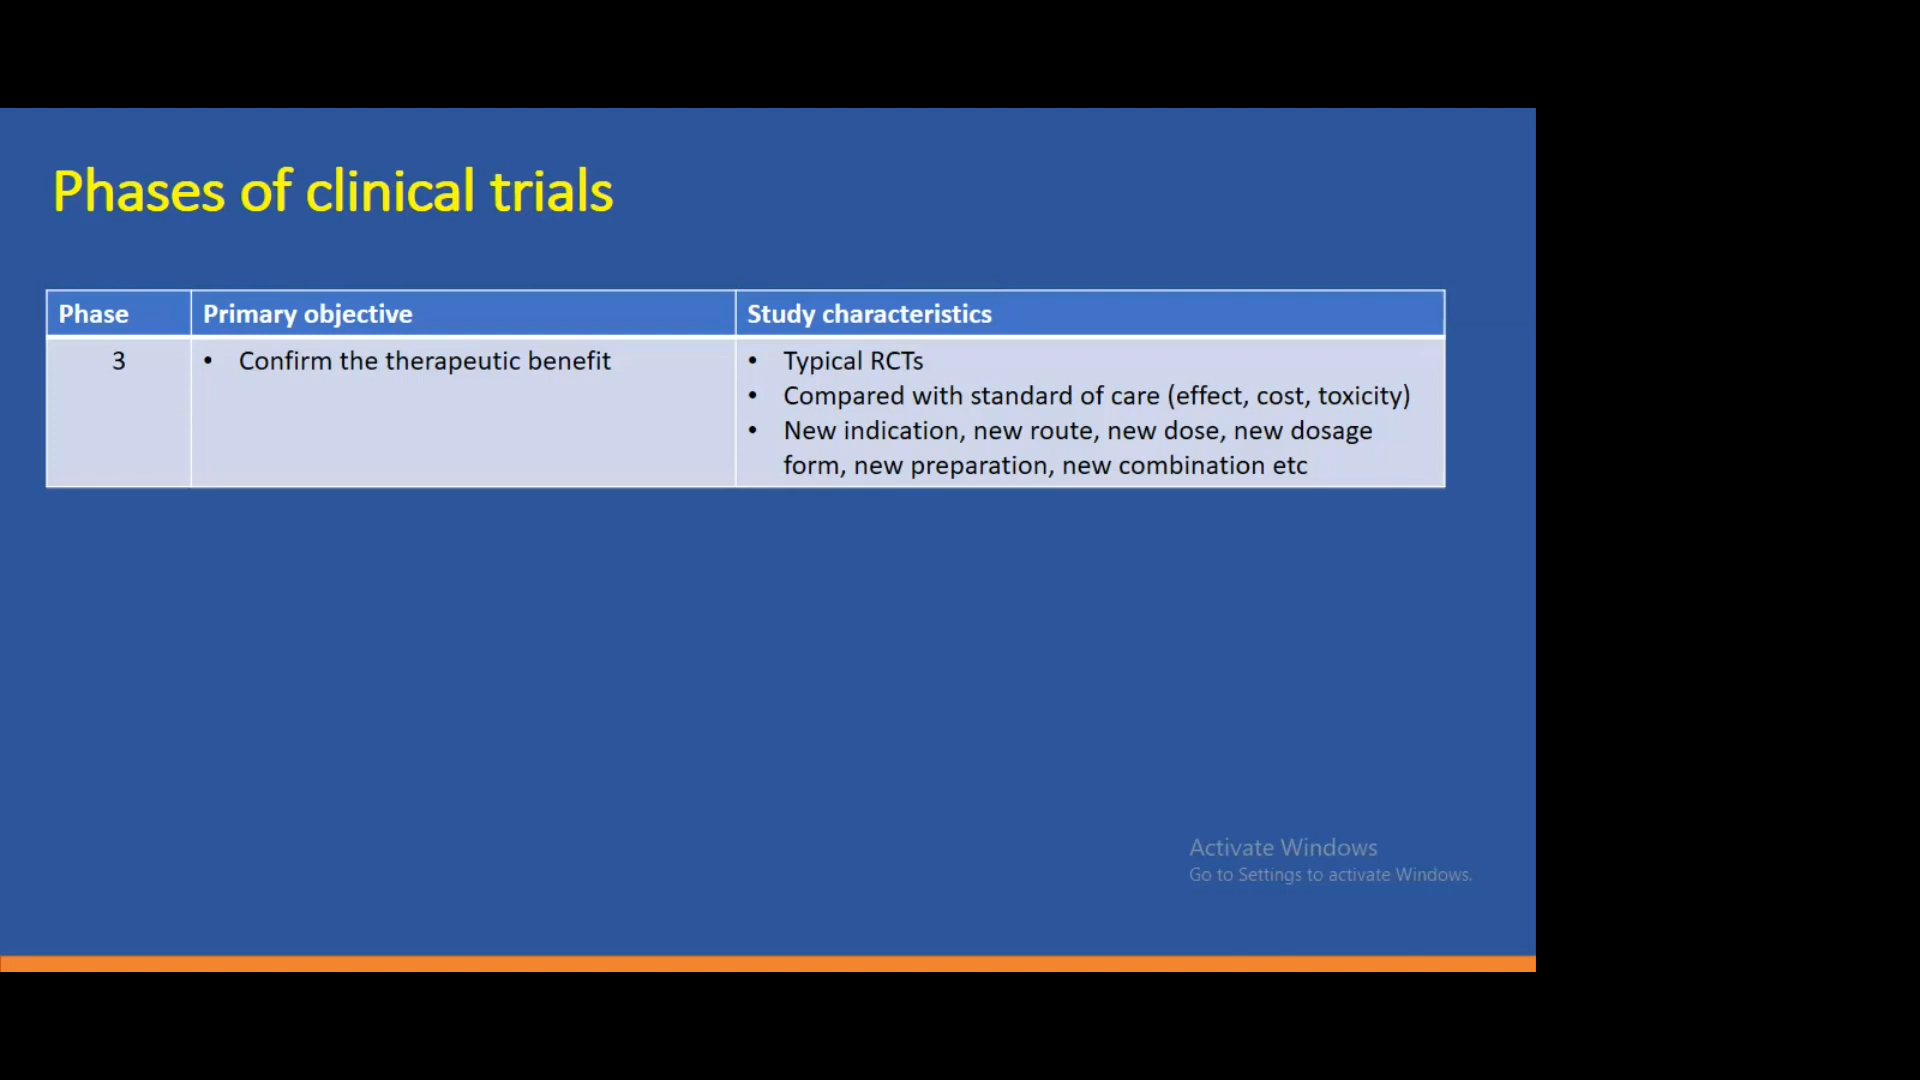 Phases of clinical trials
Phase Primary objective Study characteristics
3 • Confirm the therapeutic benefit • Typical RCTs
• Compared with standard of care (effect, cost, toxicity)
• New indication, new route, new dose, new dosage
form, new preparation, new combination etc
Activate Windows
Go to Settings to activate Windows.